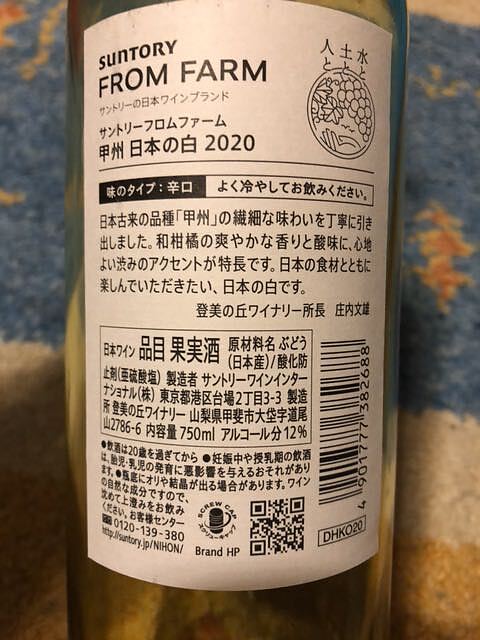 SUNTORY
FROM FARM
サントリーの日本ワインブランド
水と
土と
人と
サントリーフロムファーム
甲州 日本の白 2020
味のタイプ:辛口 よく冷やしてお飲みください。
日本古来の品種「甲州」の繊細な味わいを丁寧に引き
出しました。和柑橘の爽やかな香りと酸味に、心地
よい渋みのアクセントが特長です。日本の食材とともに
楽しんでいただきたい、日本の白です。
登美の丘ワイナリー所長 庄内文雄
日本ワイン 品目 果実酒 原材料名 ぶどう
(日本産)/酸化防
止剤(亜硫酸塩) 製造者 サントリーワインインター
ナショナル(株) 東京都港区台場2丁目3-3 製造
所 登美の丘ワイナリー 山梨県甲斐市大垈字道尾
山2786-6 内容量 750ml アルコール分 12%
●飲酒は20歳を過ぎてから ●妊娠中や授乳期の飲酒
は、胎児・乳児の発育に悪影響を与えるおそれがありま
す。●瓶底にオリや結晶が出る場合があります。ワイン
の自然な成分ですので、
沈めて上澄みをお飲み
ください。お客様センター
0120-139-380
http://suntory.jp/NIHON/
SCREW CAP
スクリューキャップ
Brand HP
DHKO20
4 901777 382688